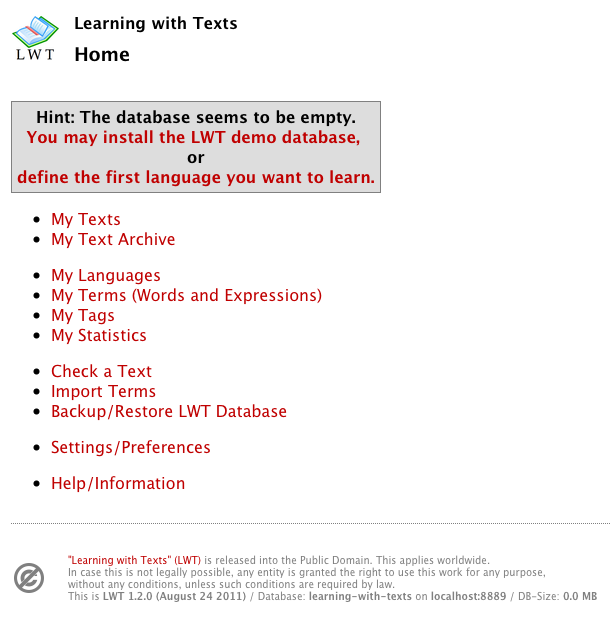 Learning with Texts
LWT
Home
Hint: The database seems to be empty.
You may install the LWT demo database,
or
define the first language you want to learn.
My Texts
My Text Archive
My Languages
My Terms (Words and Expressions)
My Tags
My Statistics
Check a Text
Import Terms
Backup/Restore LWT Database
Settings/Preferences
Help/Information
"Learning with Texts" (LWT) is released into the Public Domain. This applies worldwide.
In case this is not legally possible, any entity is granted the right to use this work for any purpose,
without any conditions, unless such conditions are required by law.
This is LWT 1.2.0 (August 24 2011) / Database: learning-with-texts on localhost:8889 / DB-Size: 0.0 MB